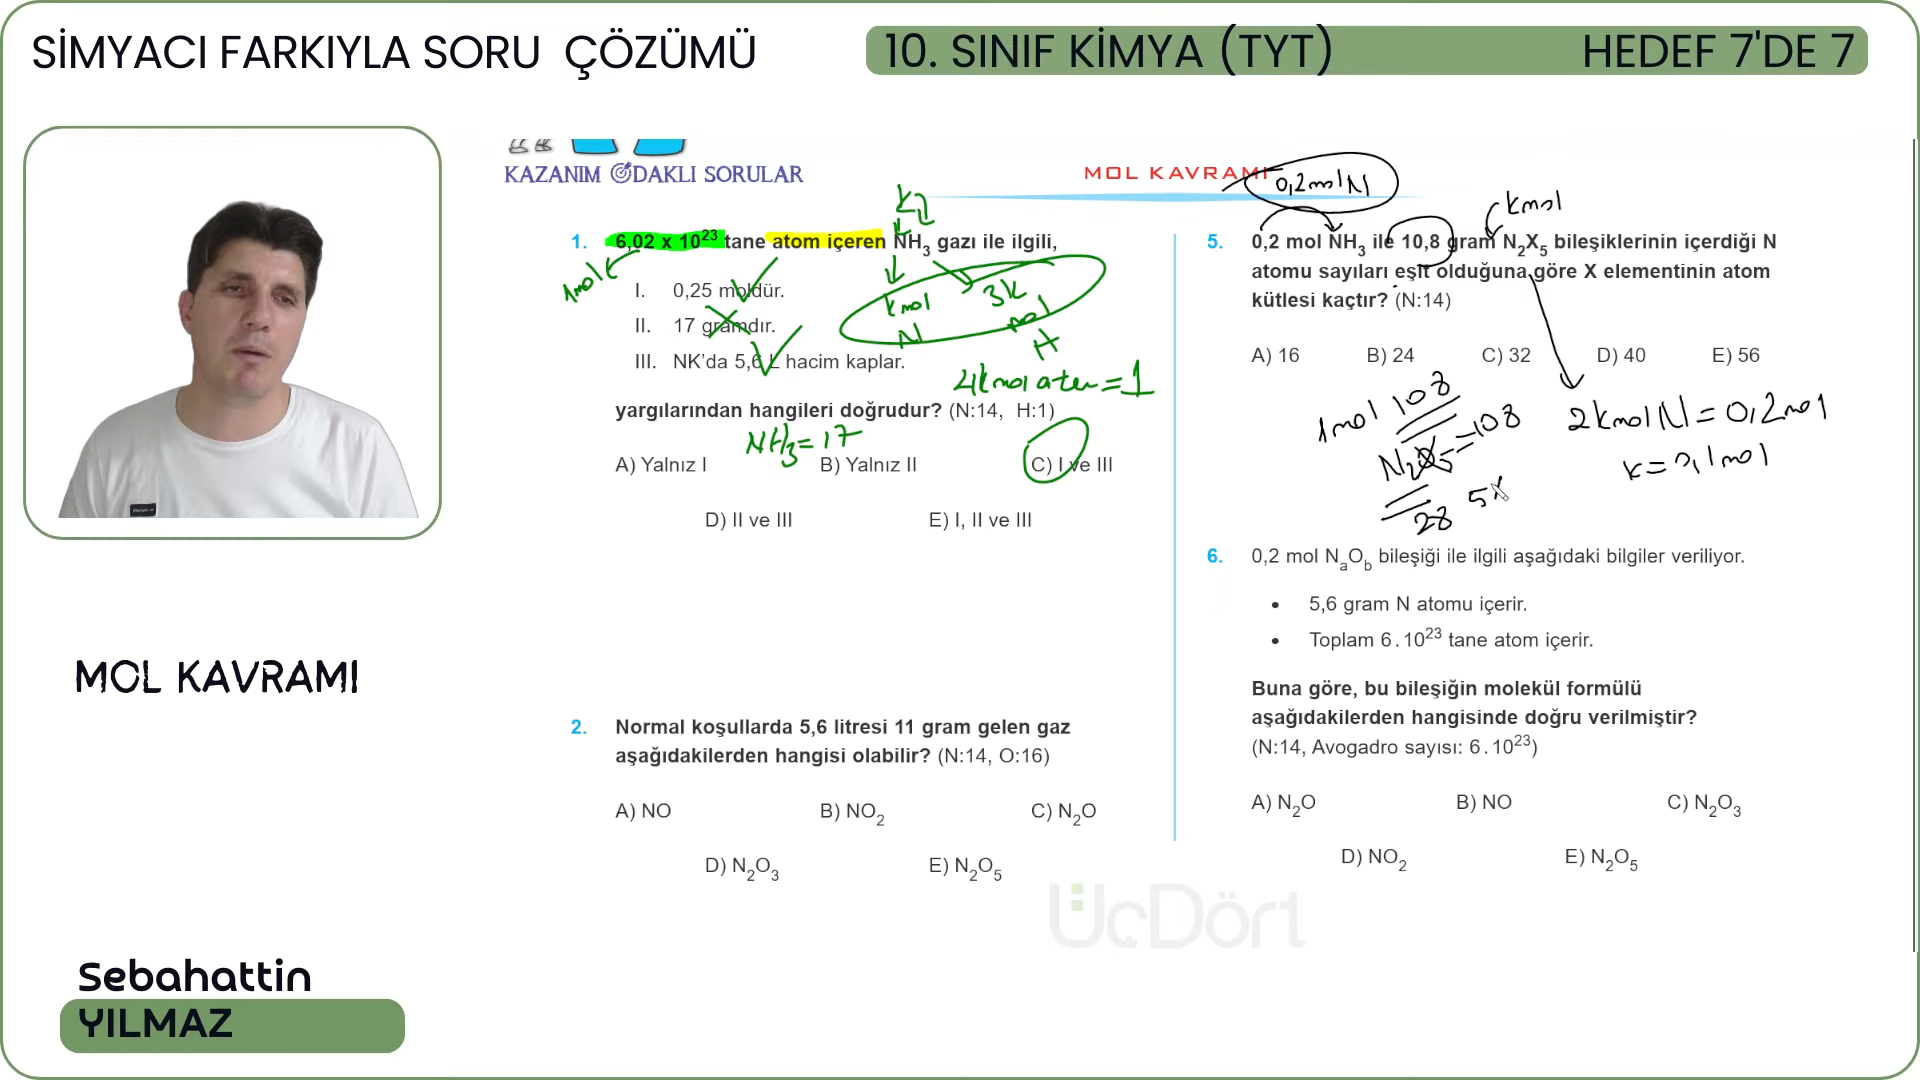 SİMYACI FARKIYLA SORU ÇÖZÜMÜ
10. SINIF KİMYA (TYT) HEDEF 7'DE 7
KAZANIM ODAKLI SORULAR
MOL KAVRAMI
1. 6,02 x 10²³ tane atom içeren NH₃ gazı ile ilgili,
I. 0,25 moldür.
II. 17 gramdır.
III. NK'da 5,6 L hacim kaplar.
yargılarından hangileri doğrudur? (N:14, H:1)
A) Yalnız I B) Yalnız II C) I ve III
D) II ve III E) I, II ve III
1mol
kmol
N
3k
mol
H
4kmol atom = 1
NH₃ = 17
2. Normal koşullarda 5,6 litresi 11 gram gelen gaz
aşağıdakilerden hangisi olabilir? (N:14, O:16)
A) NO B) NO₂ C) N₂O
D) N₂O₃ E) N₂O₅
0,2 mol N
kmol
5. 0,2 mol NH₃ ile 10,8 gram N₂X₅ bileşiklerinin içerdiği N
atomu sayıları eşit olduğuna göre X elementinin atom
kütlesi kaçtır? (N:14)
A) 16 B) 24 C) 32 D) 40 E) 56
1mol 108
N₂X₅ = 108
28 5x
2kmol N = 0,2 mol
k = 0,1 mol
6. 0,2 mol NₐO_b bileşiği ile ilgili aşağıdaki bilgiler veriliyor.
• 5,6 gram N atomu içerir.
• Toplam 6.10²³ tane atom içerir.
Buna göre, bu bileşiğin molekül formülü
aşağıdakilerden hangisinde doğru verilmiştir?
(N:14, Avogadro sayısı: 6.10²³)
A) N₂O B) NO C) N₂O₃
D) NO₂ E) N₂O₅
ÜçDört
MOL KAVRAMI
Sebahattin
YILMAZ